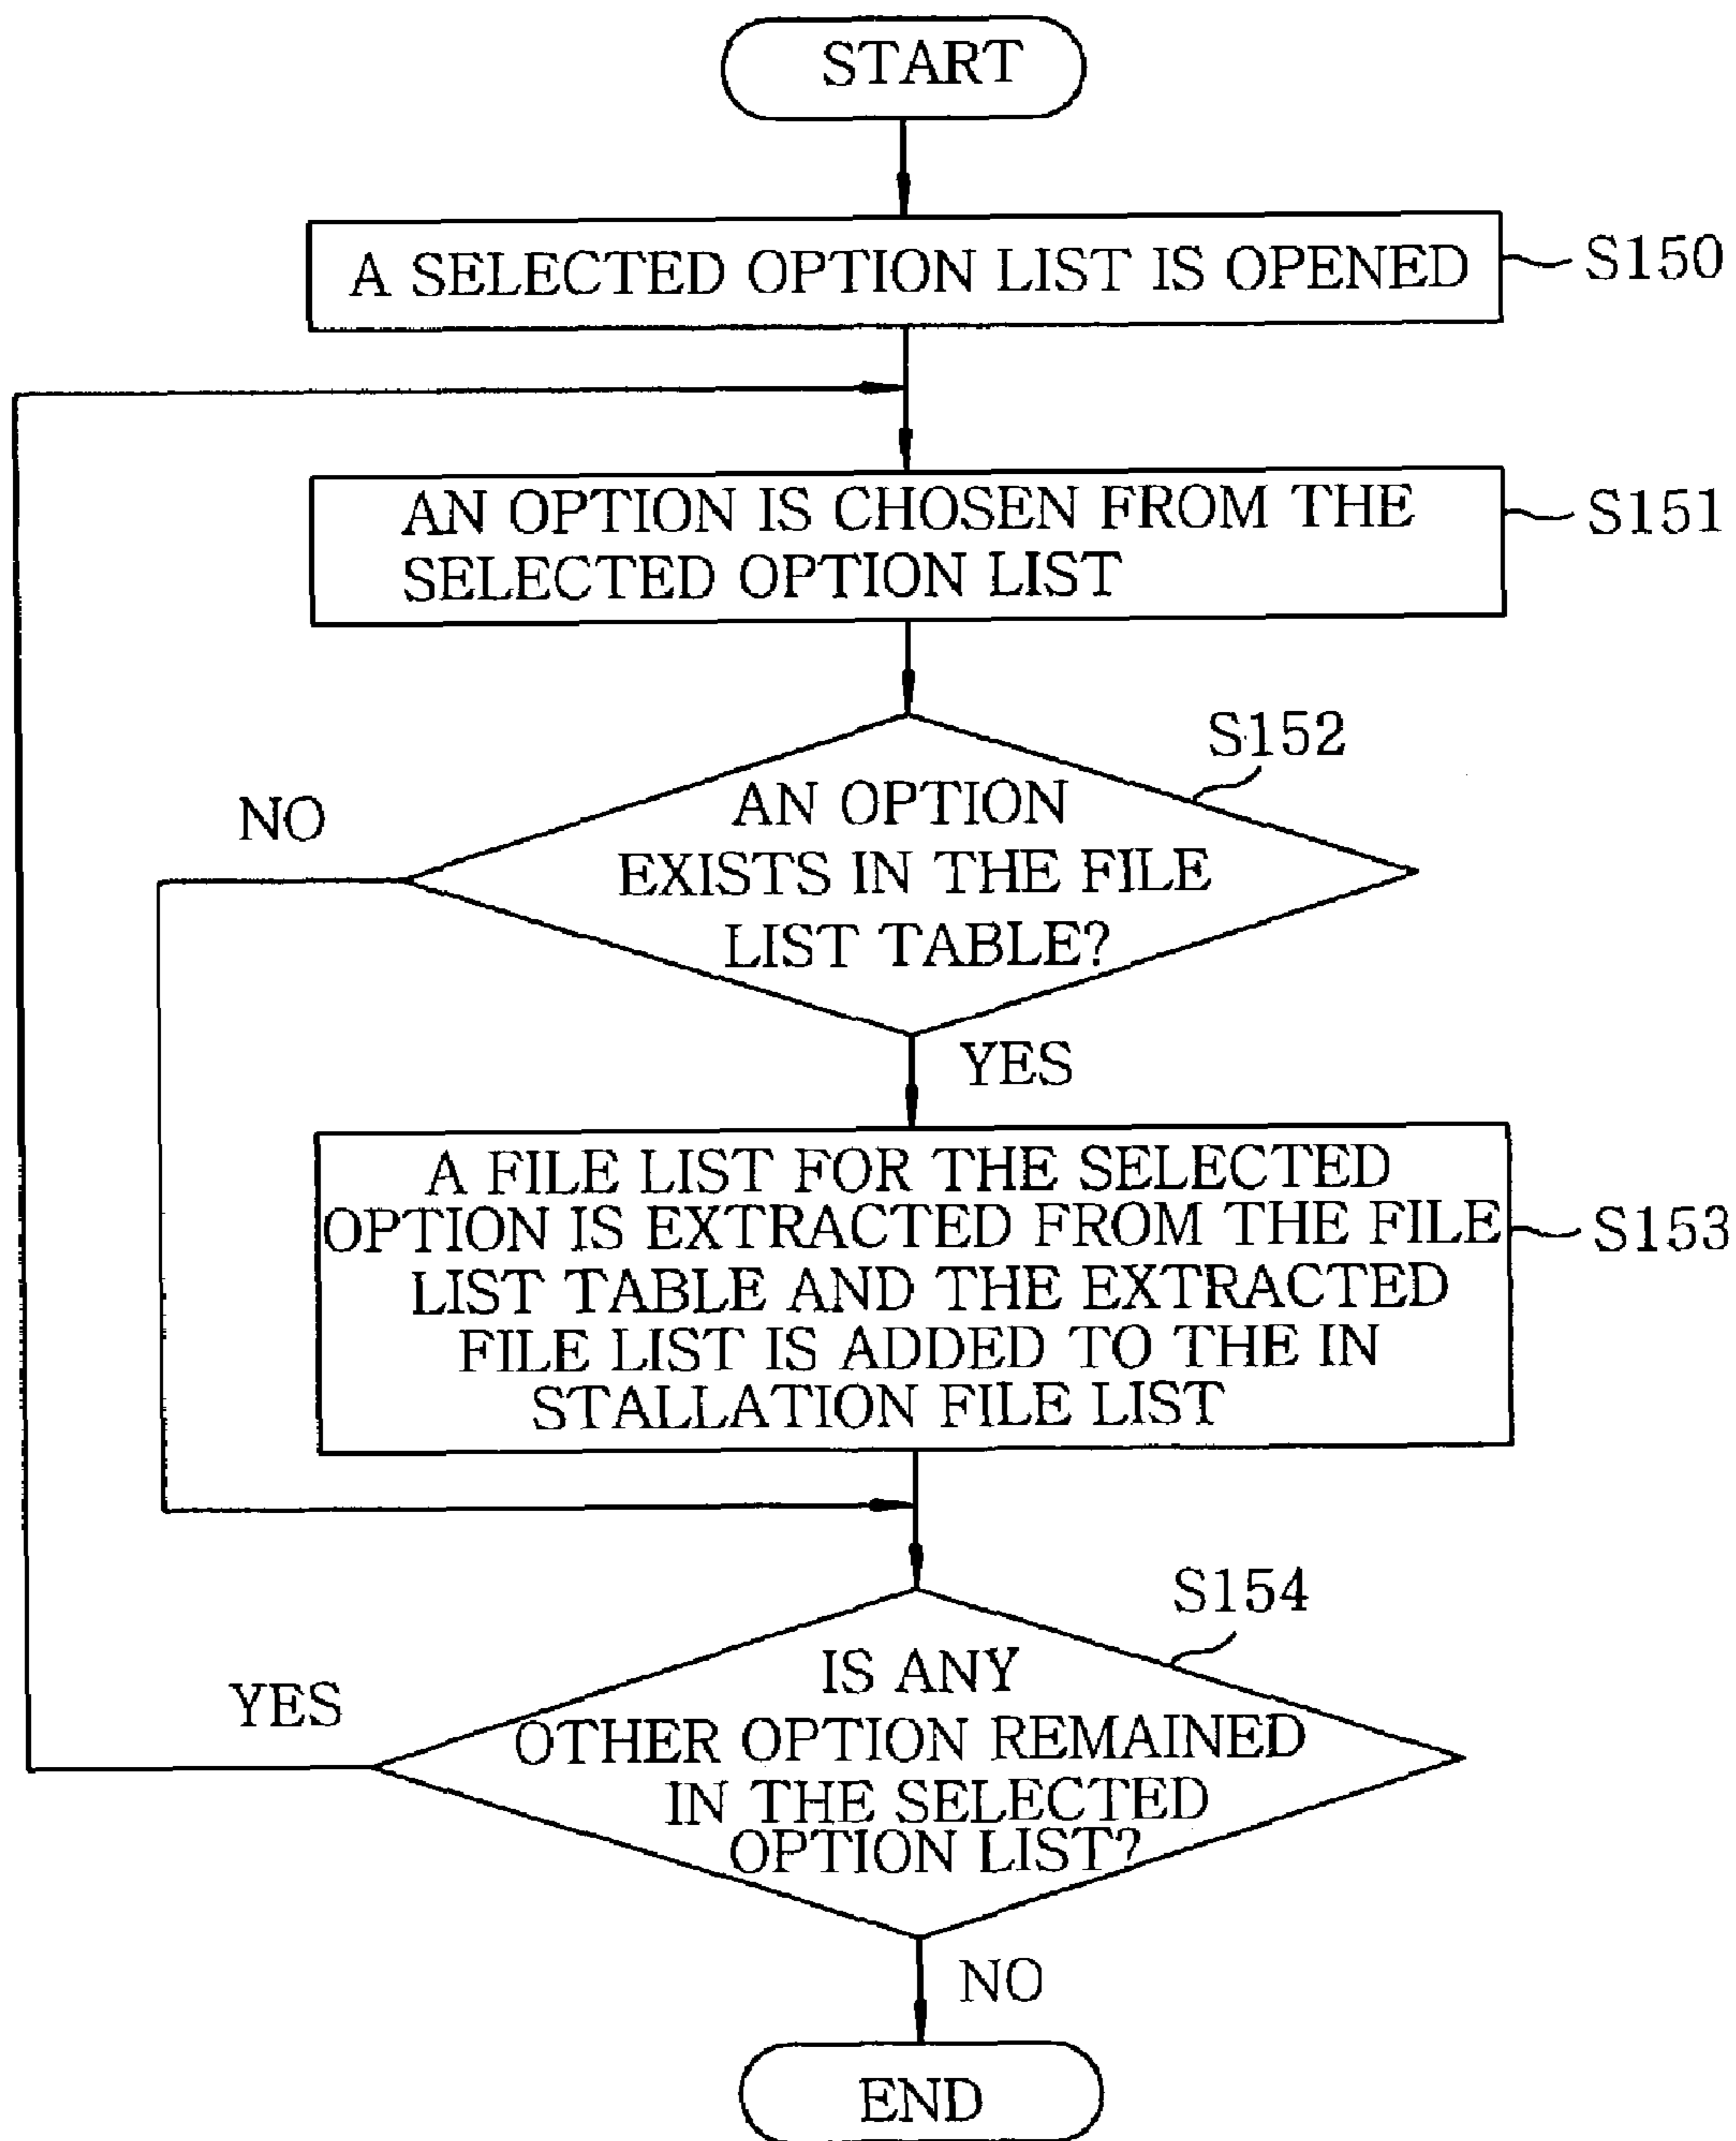 START
A SELECTED OPTION LIST IS OPENED
S150
AN OPTION IS CHOSEN FROM THE
SELECTED OPTION LIST
S151
S152
AN OPTION
EXISTS IN THE FILE
LIST TABLE?
NO
YES
A FILE LIST FOR THE SELECTED
OPTION IS EXTRACTED FROM THE FILE
LIST TABLE AND THE EXTRACTED
FILE LIST IS ADDED TO THE IN
STALLATION FILE LIST
S153
S154
IS ANY
OTHER OPTION REMAINED
IN THE SELECTED
OPTION LIST?
YES
NO
END